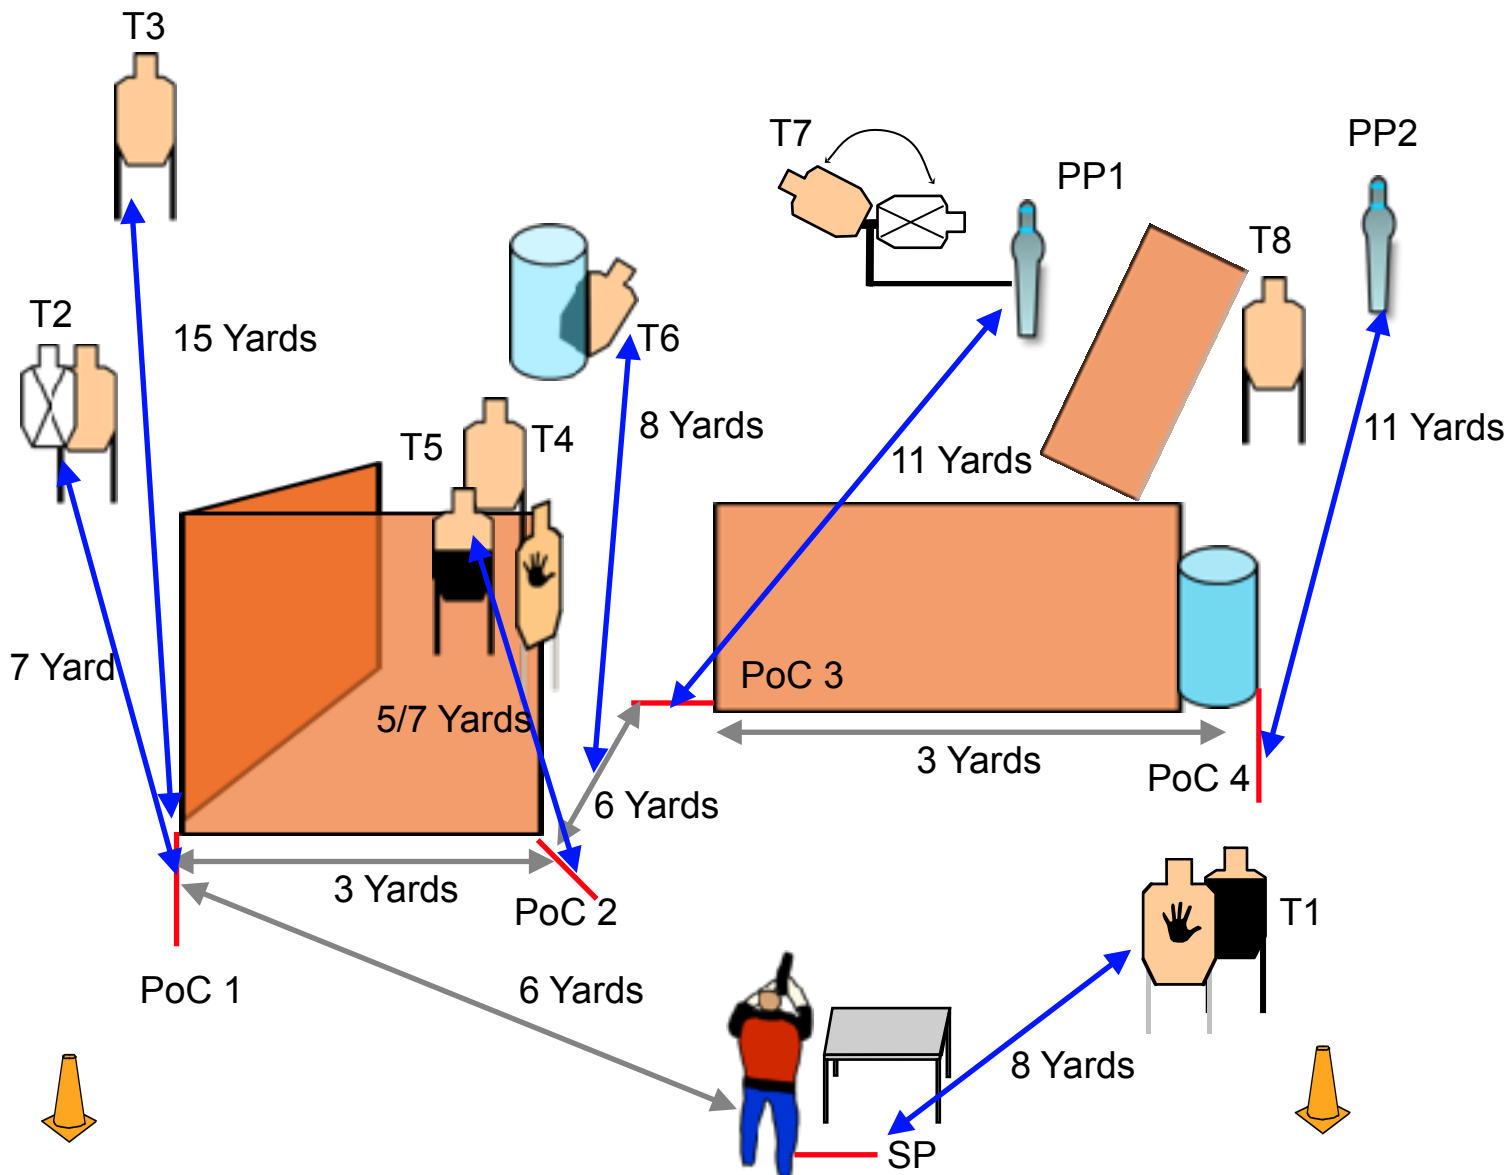 T3
T7
PP2
PP1
T8
T2
15 Yards
T6
8 Yards
T5
T4
11 Yards
11 Yards
7 Yard
PoC 3
5/7 Yards
3 Yards
PoC 4
6 Yards
3 Yards
PoC 2
T1
PoC 1
6 Yards
8 Yards
SP